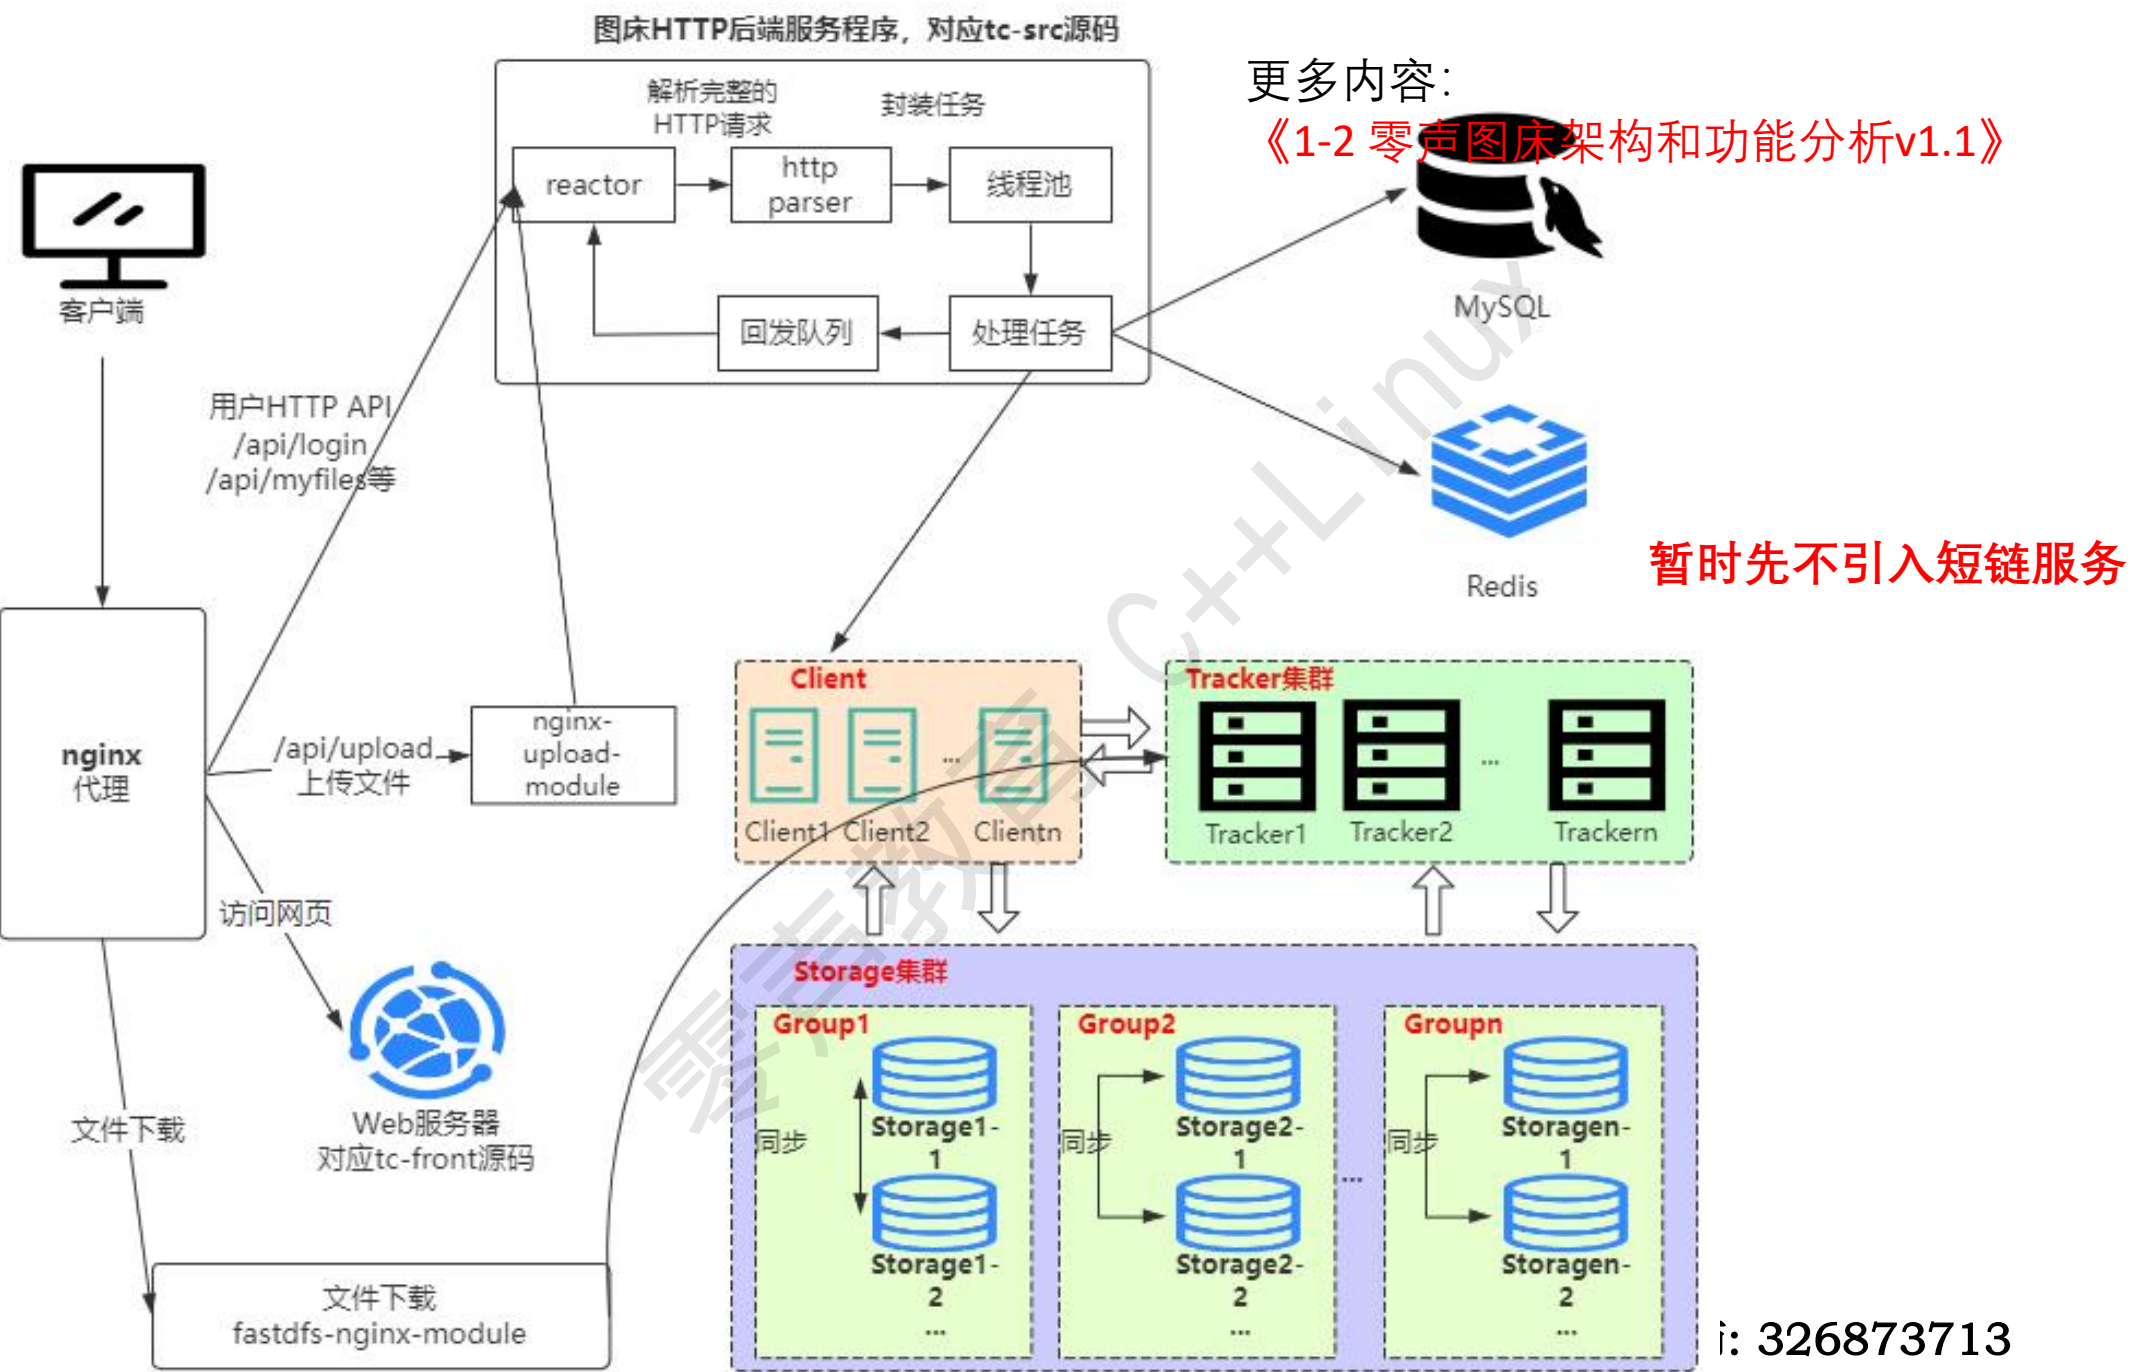 图床HTTP后端服务程序，对应tc-src源码
更多内容：
《1-2 零声图床架构和功能分析v1.1》
解析完整的
HTTP请求
封装任务
reactor
http
parser
线程池
回发队列
处理任务
客户端
MySQL
用户HTTP API
/api/login
/api/myfiles等
Redis
暂时先不引入短链服务
nginx
代理
/api/upload
上传文件
nginx-
upload-
module
访问网页
Web服务器
对应tc-front源码
文件下载
文件下载
fastdfs-nginx-module
Client
Client1
Client2
...
Clientn
Tracker集群
Tracker1
Tracker2
...
Trackern
Storage集群
Group1
同步
Storage1-
1
Storage1-
2
...
Group2
同步
Storage2-
1
Storage2-
2
...
...
Groupn
同步
Storagen-
1
Storagen-
2
...
零声教育 C++Linux
: 326873713